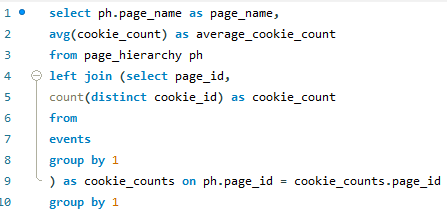 1 select ph.page_name as page_name,
2 avg(cookie_count) as average_cookie_count
3 from page_hierarchy ph
4 left join (select page_id,
5 count(distinct cookie_id) as cookie_count
6 from
7 events
8 group by 1
9 ) as cookie_counts on ph.page_id = cookie_counts.page_id
10 group by 1